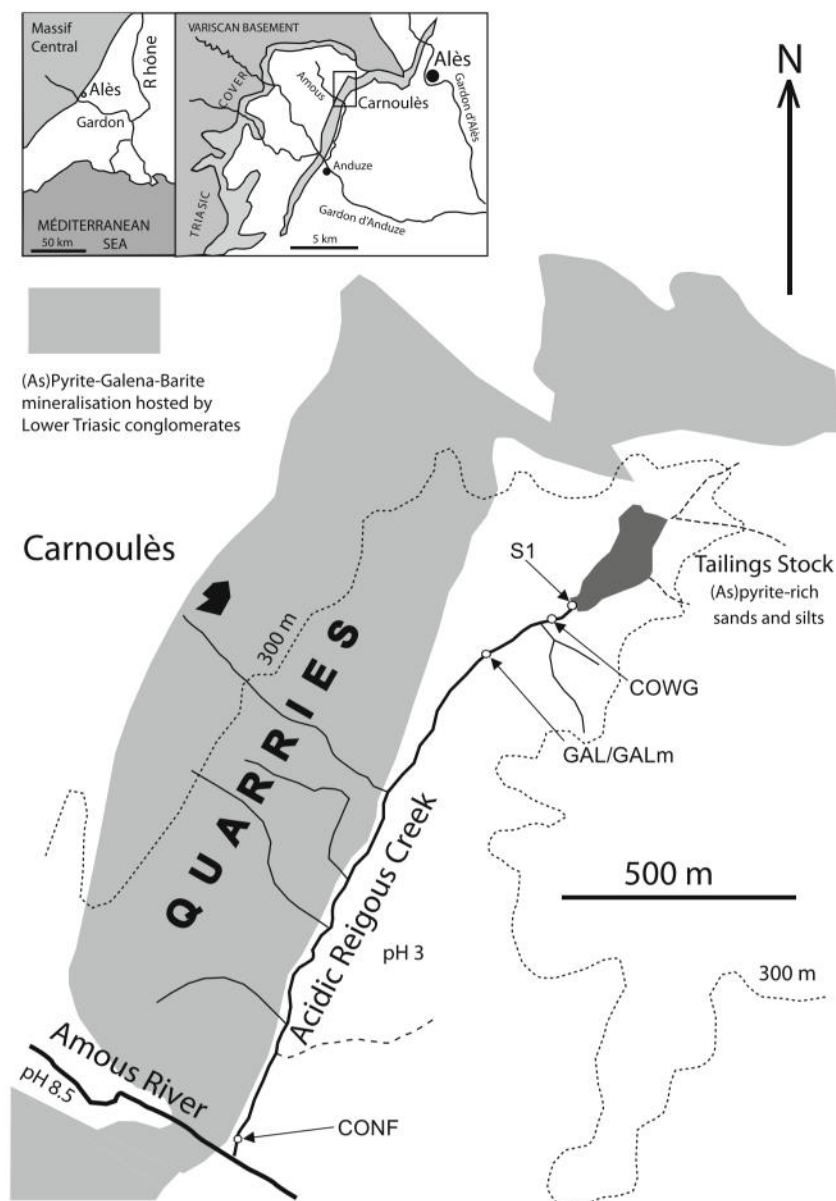 Massif
Central
Rhône
Alès
Gardon
MÉDITERRANEAN
SEA
50 km
VARISCAN BASEMENT
COVER
TRIASIC
Amous
Alès
Carnoulès
Gardon d'Alès
Anduze
Gardon d'Anduze
5 km
N
(As)Pyrite-Galena-Barite
mineralisation hosted by
Lower Triasic conglomerates
Carnoulès
300 m
QUARRIES
S1
Tailings Stock
(As)pyrite-rich
sands and silts
COWG
GAL/GALm
Acidic Reigous Creek
500 m
pH 3
300 m
Amous River
pH 8.5
CONF